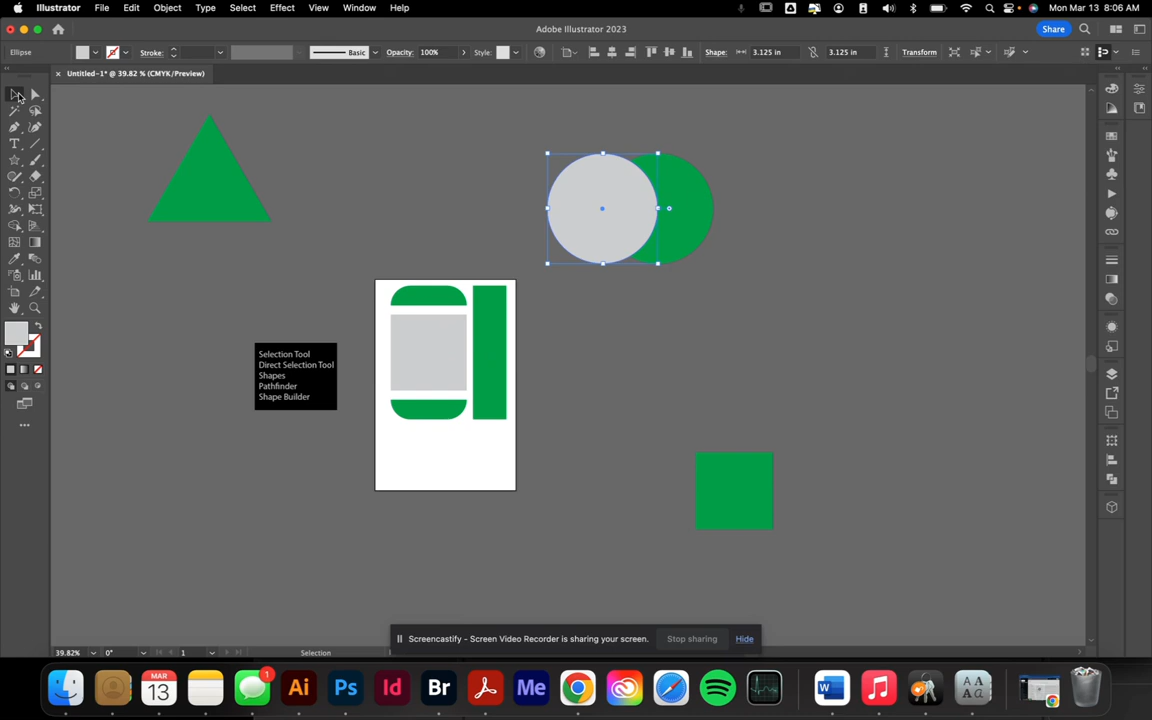 Illustrator File Edit Object Type Select Effect View Window Help
Mon Mar 13 8:06 AM
Adobe Illustrator 2023
Share
Ellipse
Stroke:
Basic
Opacity: 100%
Style:
Shape:
3.125 in
3.125 in
Transform
× Untitled-1* @ 39.82 % (CMYK/Preview)
Selection Tool
Direct Selection Tool
Shapes
Pathfinder
Shape Builder
Screencastify - Screen Video Recorder is sharing your screen.
Stop sharing
Hide
39.82%
0°
1
Selection
1
MAR
13
Ai
Ps
Id
Br
Me
W
A A
A G